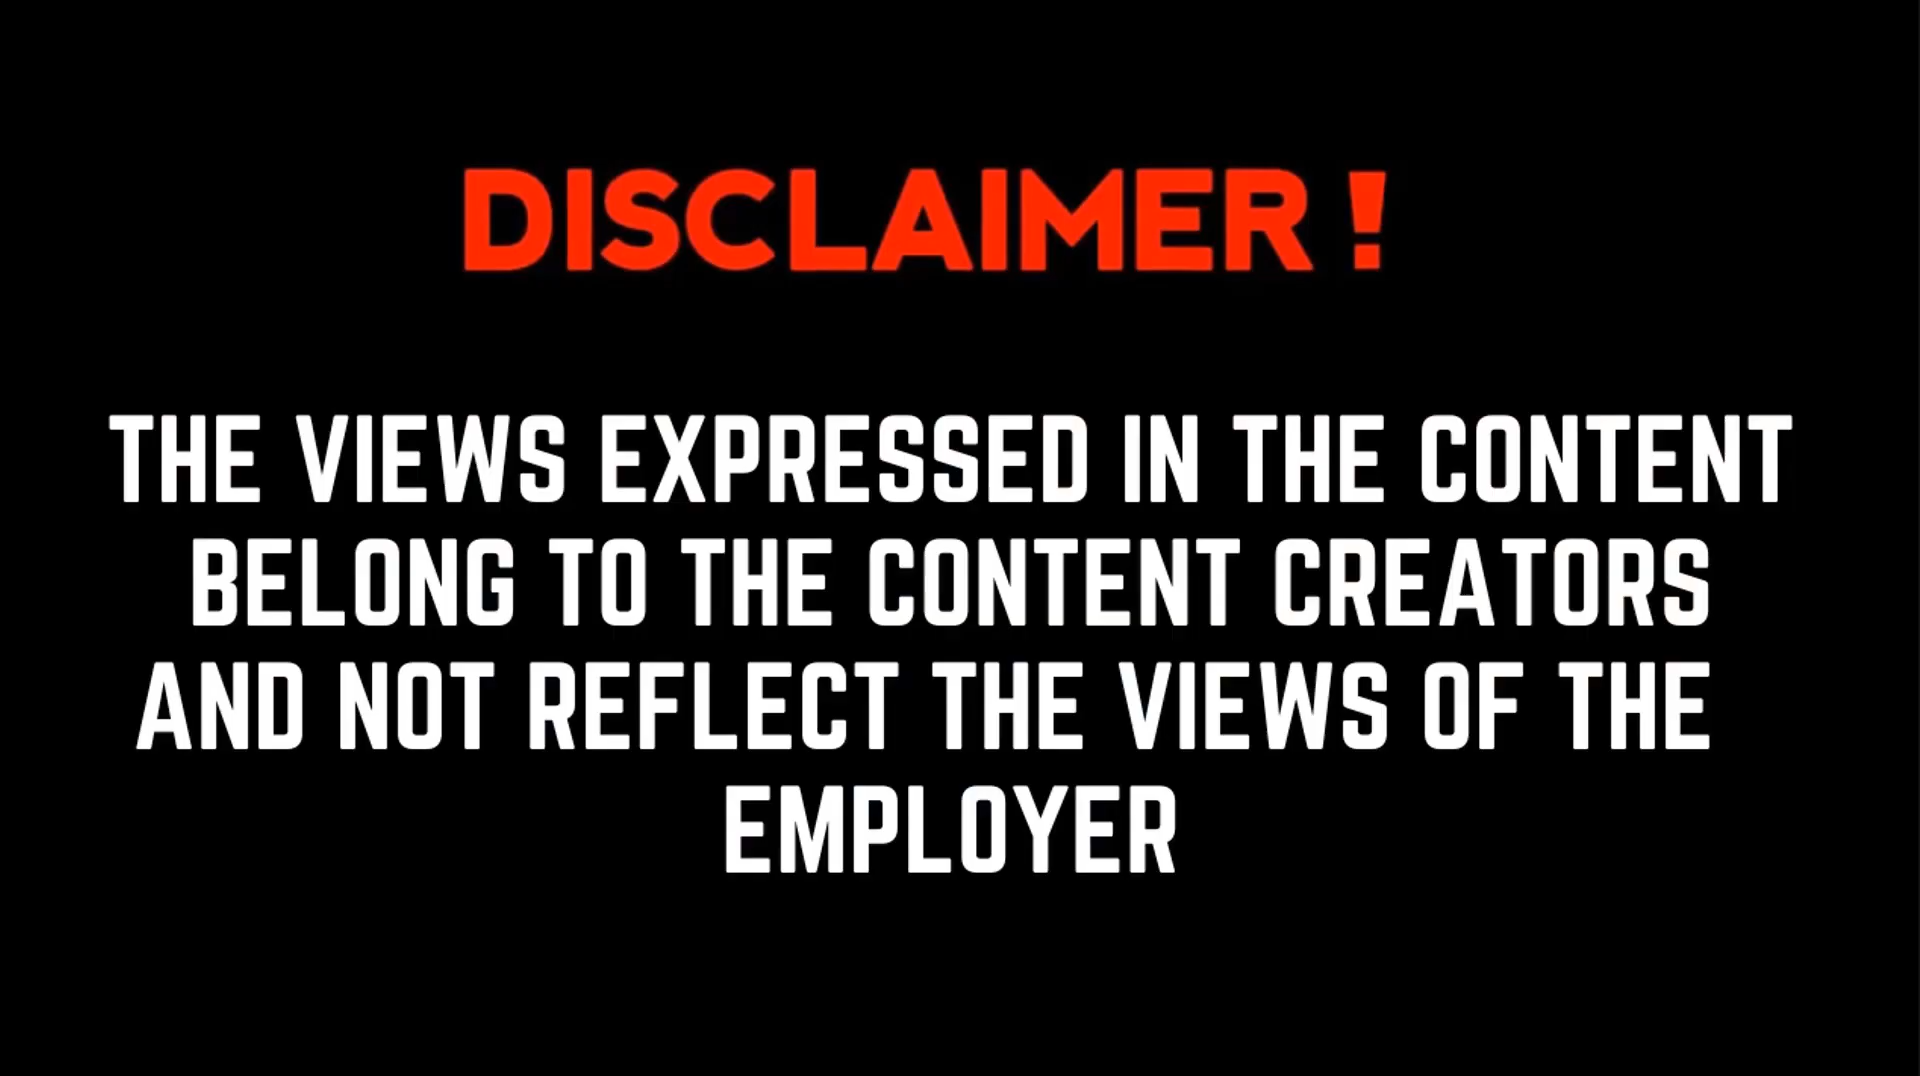 DISCLAIMER !
THE VIEWS EXPRESSED IN THE CONTENT
BELONG TO THE CONTENT CREATORS
AND NOT REFLECT THE VIEWS OF THE
EMPLOYER